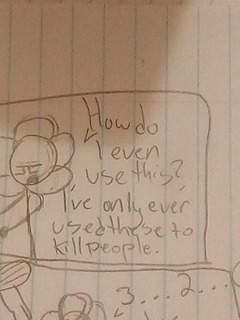 How do
I even
use this?
I've only ever
used these to
kill people.
3... 2...